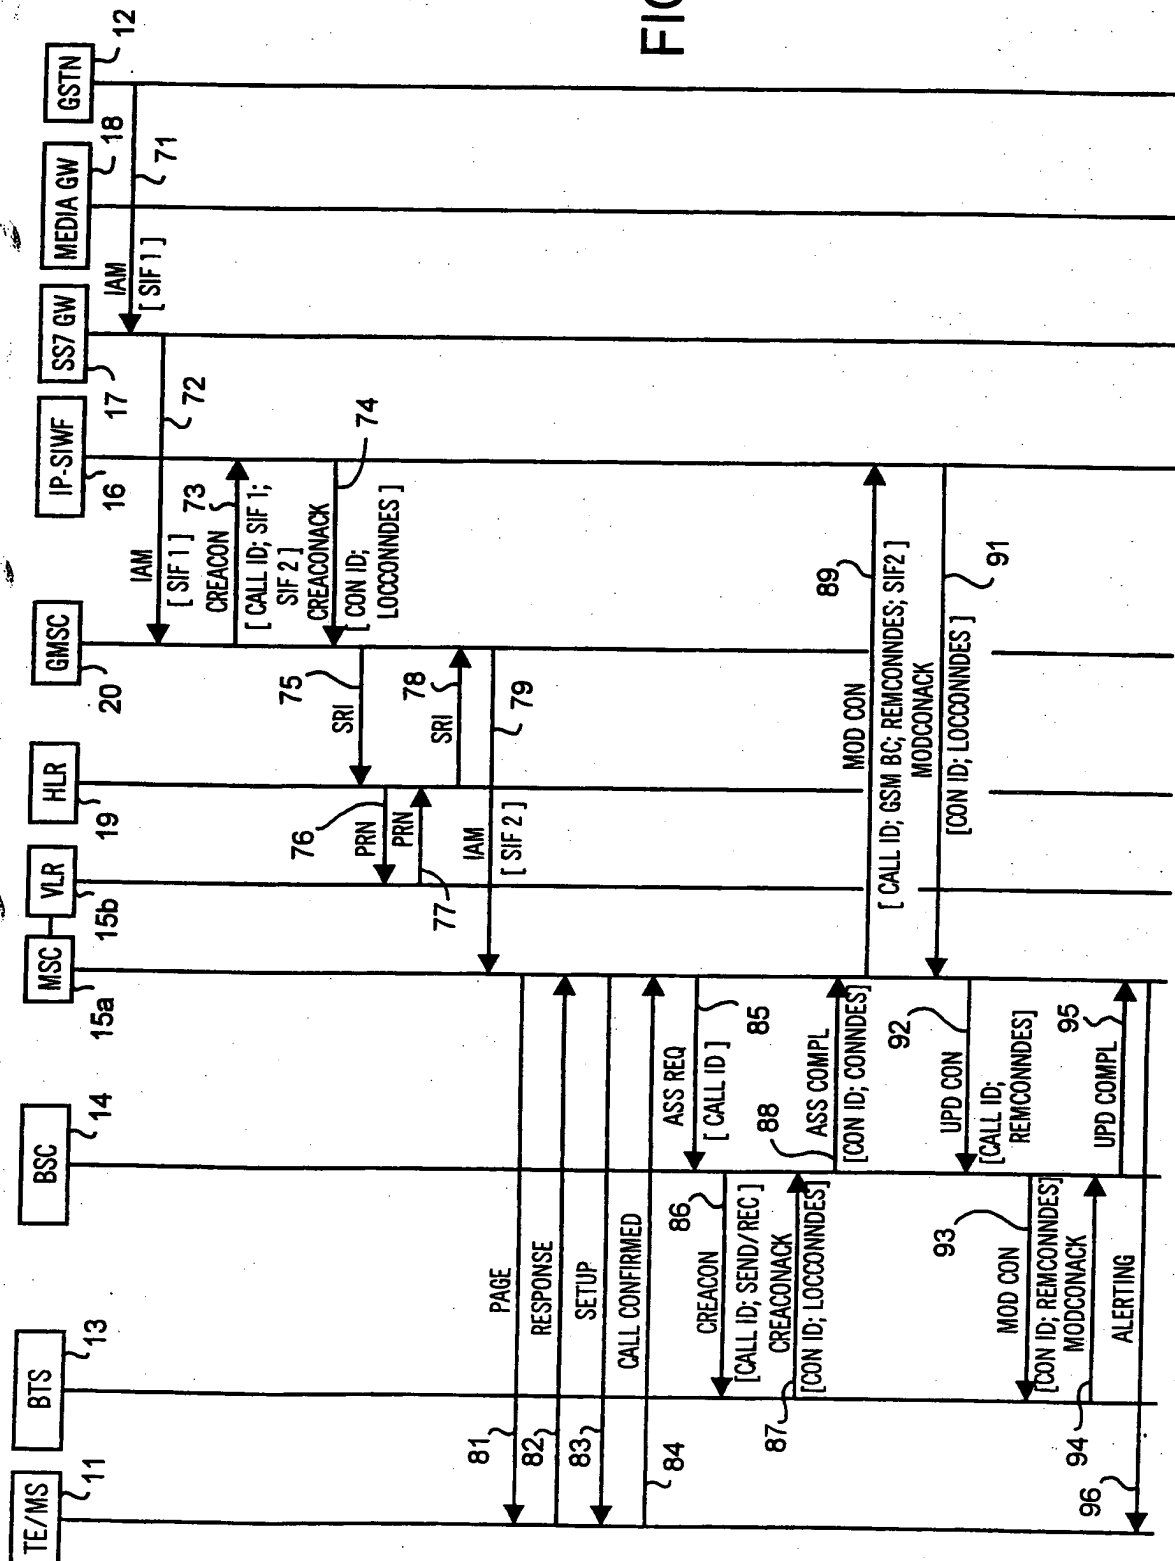 FIG
TE/MS
11
BTS
13
BSC
14
MSC
15a
VLR
15b
HLR
19
GMSC
20
IP-SIWF
16
SS7 GW
17
MEDIA GW
18
GSTN
12
IAM
[ SIF 1 ]
71
IAM
[ SIF 1 ]
72
CREACON
73
[ CALL ID; SIF 1;
SIF 2 ]
CREACONACK
74
[ CON ID;
LOCCONNDES ]
75
SRI
76
PRN
PRN
77
78
SRI
79
IAM
[ SIF 2 ]
81
PAGE
82
RESPONSE
83
SETUP
84
CALL CONFIRMED
85
ASS REQ
[ CALL ID ]
86
CREACON
[CALL ID; SEND/REC ]
CREACONACK
87
[CON ID; LOCCONNDES]
88
ASS COMPL
[CON ID; CONNDES]
89
MOD CON
[ CALL ID; GSM BC; REMCONNDES; SIF2 ]
MODCONACK
91
[CON ID; LOCCONNDES ]
92
UPD CON
[CALL ID;
REMCONNDES]
93
MOD CON
[CON ID; REMCONNDES]
MODCONACK
94
UPD COMPL
95
ALERTING
96